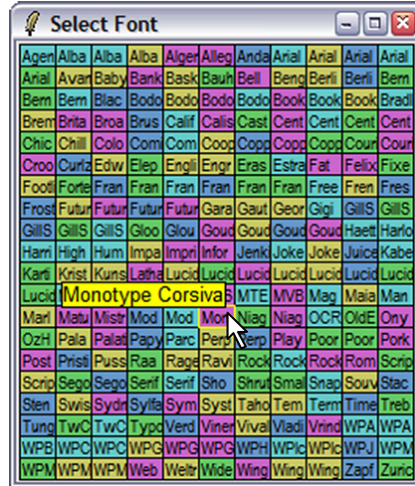 Select Font
Agen Alba Alba Alba Alger Alleg Anda Arial Arial Arial Arial
Arial Avan Baby Bank Bask Bauh Bell Beng Berli Berli Bern
Bern Bern Blac Bodo Bodo Bodo Bodo Book Book Book Bradl
Brem Brita Broa Brus Calif Calis Cast Cent Cent Cent Cent
Chic Chill Colo Comi Com Coop Copp Copp Copp Cour Cour
Croo Curlz Edw Elep Engli Engr Eras Estra Fat Felix Fixe
Footl Forte Fran Fran Fran Fran Fran Fran Free Fren Fres
Frost Futur Futur Futur Futur Gara Gaut Geor Gigi GillS GillS
GillS GillS GillS Gloo Glou Goud Goud Goud Goud Haett Harlo
Harri High Hum Impa Impri Infor Jenk Joke Joke Juice Kabe
Karti Krist Kuns Latha Lucid Lucid Lucid Lucid Lucid Lucid Lucid
Lucid Monotype Corsiva MTE MVB Mag Maia Man
Marl Matu Mistr Mod Mod Mon Niag Niag OCR OldE Ony
OzH Pala Palat Papy Parc Perp Perp Play Poor Poor Pork
Post Pristi Puss Raa Rage Ravi Rock Rock Rock Rom Scrip
Scrip Sego Sego Serif Serif Sho Shrut Smal Snap Souv Stac
Sten Swis Sydn Sylfa Sym Syst Taho Tem Term Time Treb
Tung TwC TwC Typo Verd Viner Vival Vladi Vrind WPA WPA
WPB WPC WPC WPG WPG WPG WPH WPIc WPIc WPJ WPM
WPM WPM WPM Web Weltr Wide Wing Wing Wing Zapf Zuric